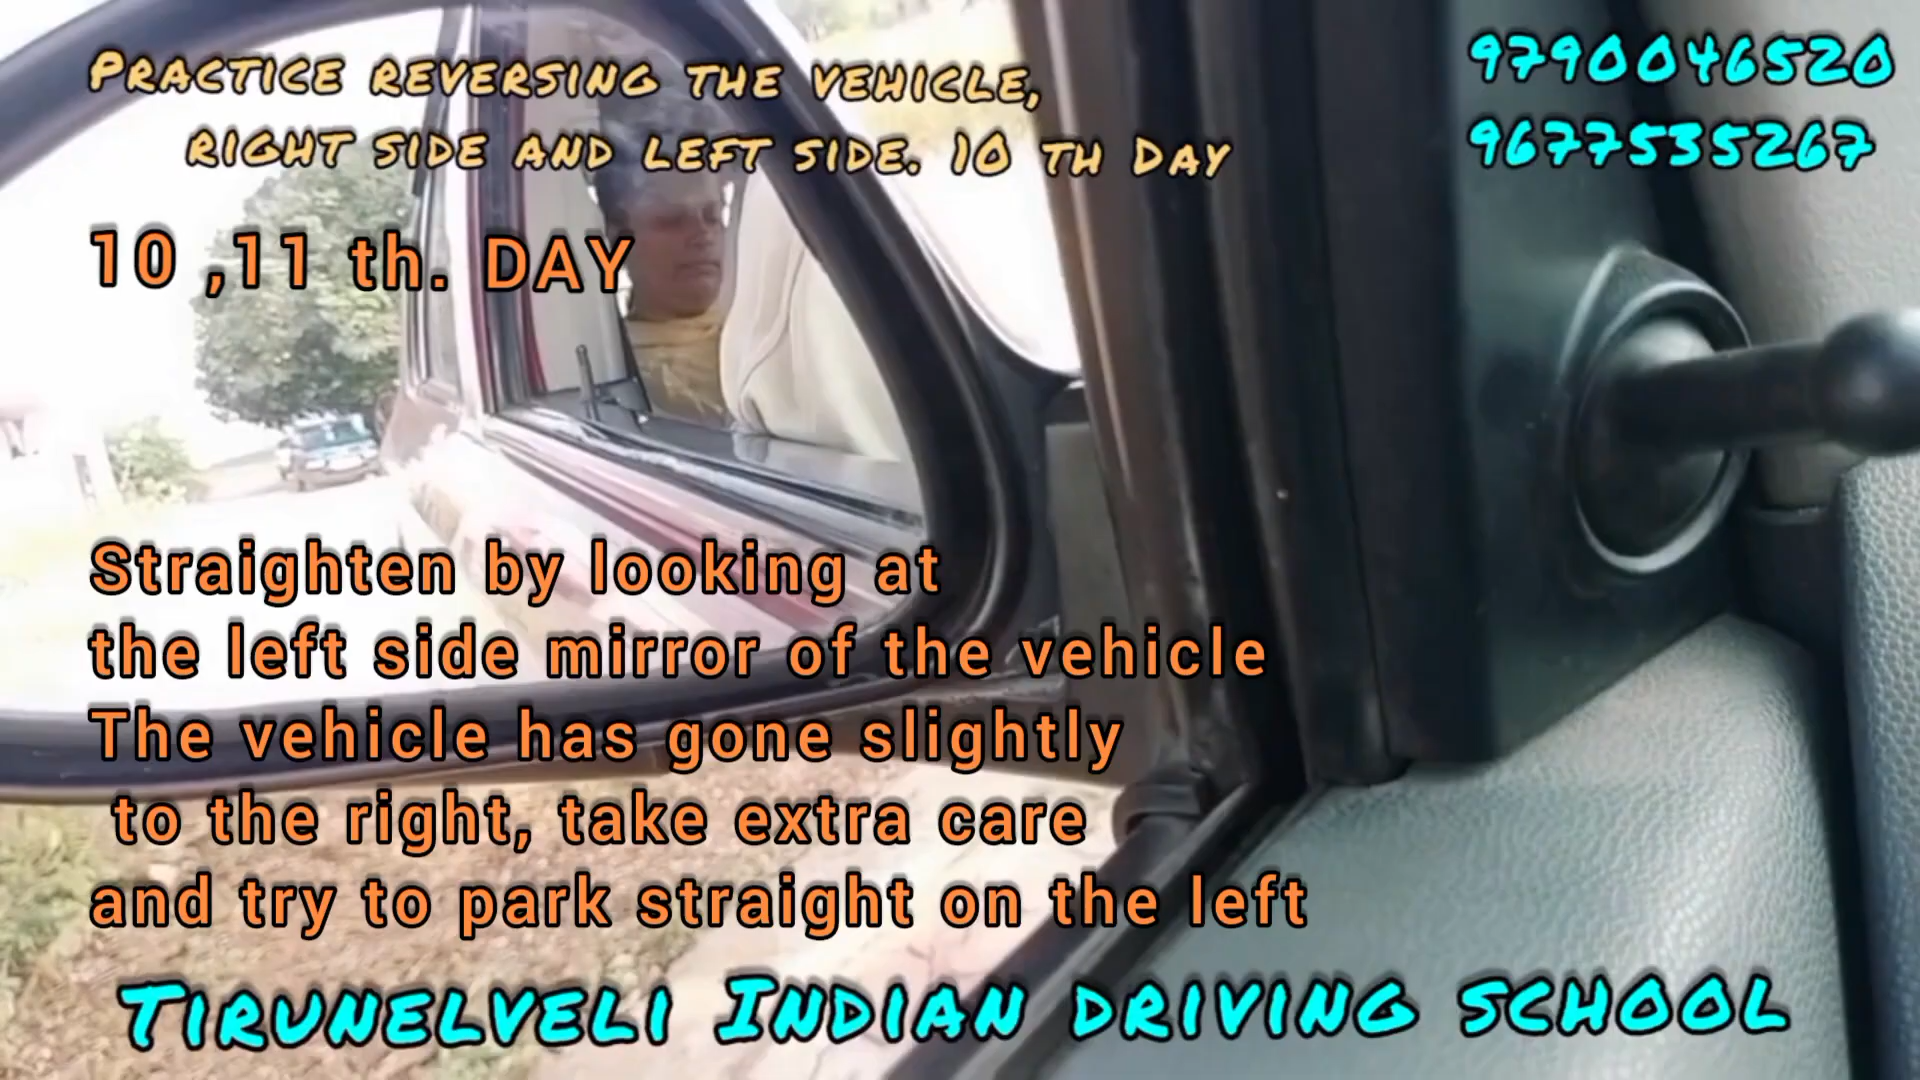 Practice reversing the vehicle,
right side and left side. 10 th Day
9790046520
9677535267
10 ,11 th. DAY
Straighten by looking at
the left side mirror of the vehicle
The vehicle has gone slightly
to the right, take extra care
and try to park straight on the left
Tirunelveli Indian driving school